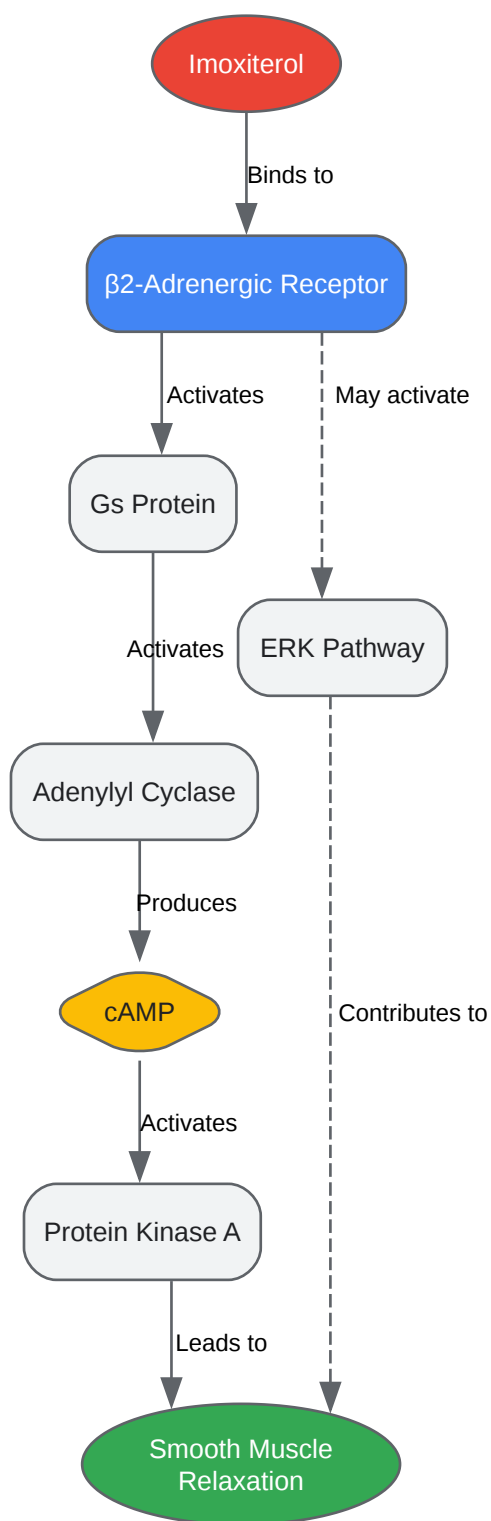 Imoxiterol
Binds to
β2-Adrenergic Receptor
Activates
May activate
Gs Protein
Activates
ERK Pathway
Adenylyl Cyclase
Produces
cAMP
Contributes to
Activates
Protein Kinase A
Leads to
Smooth Muscle
Relaxation